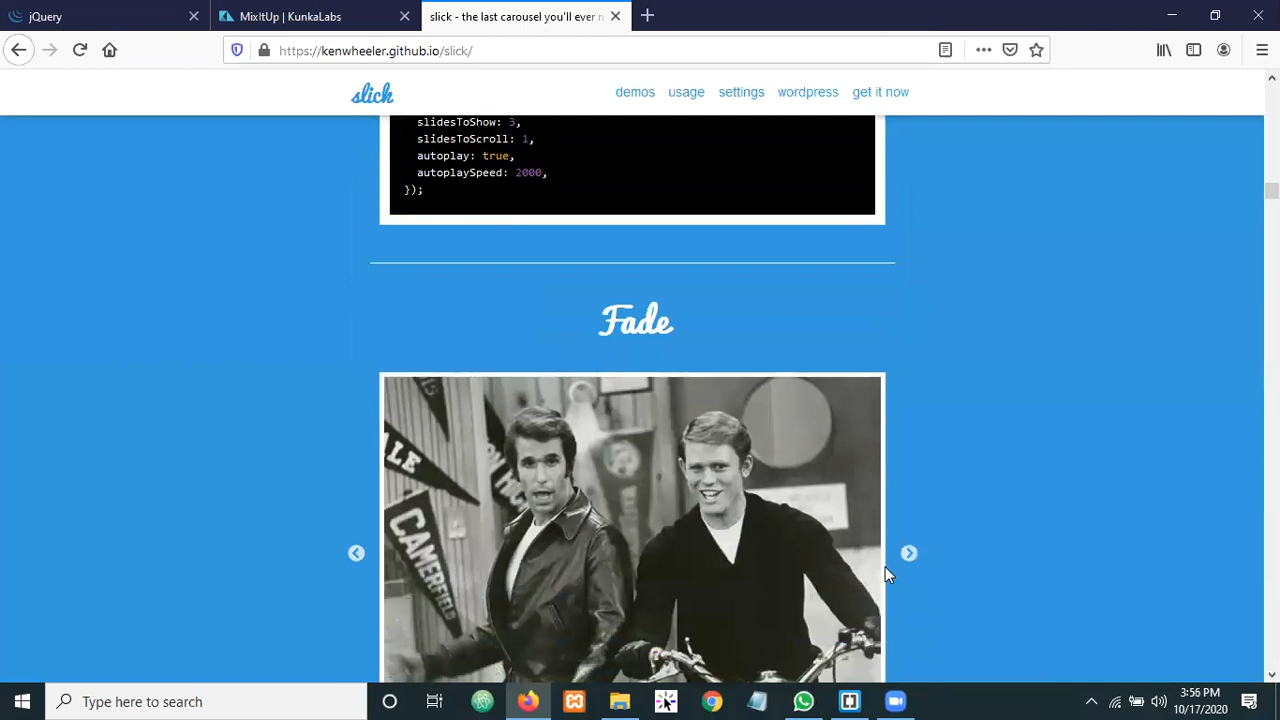 jQuery
MixItUp | KunkaLabs
slick - the last carousel you'll ever n
https://kenwheeler.github.io/slick/
slick
demos usage settings wordpress get it now
slidesToShow: 3,
slidesToScroll: 1,
autoplay: true,
autoplaySpeed: 2000,
});
Fade
CAMERFIELD
Type here to search
3:56 PM
10/17/2020